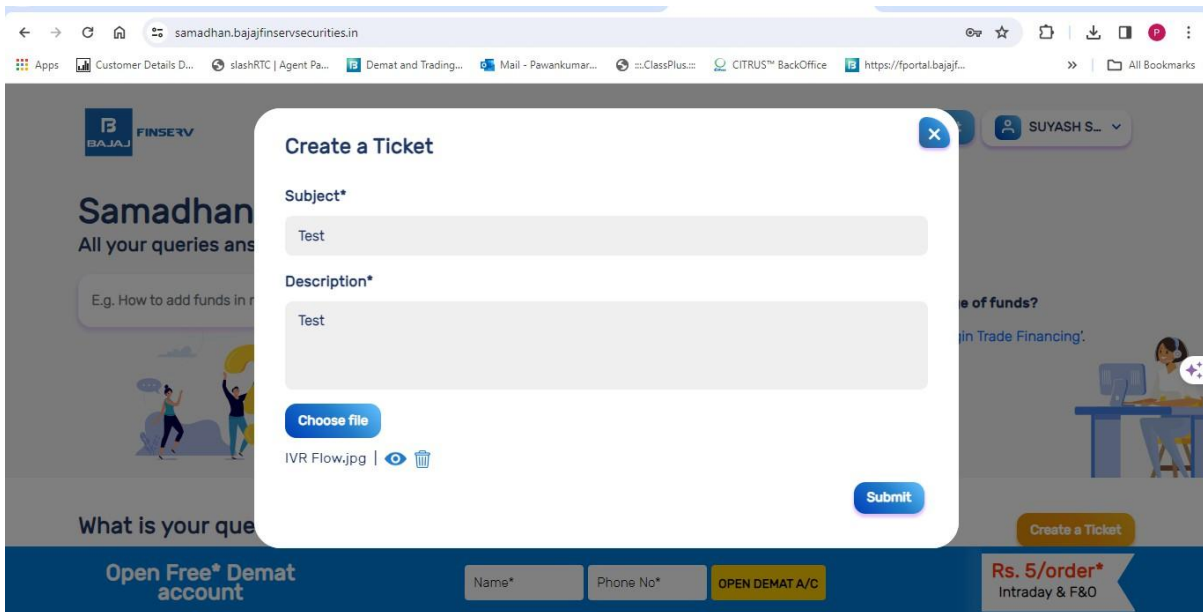 samadhan.bajajfinservsecurities.in
P
Apps
Customer Details D...
slashRTC | Agent Pa...
Demat and Trading...
Mail - Pawankumar...
:::.ClassPlus.:::
CITRUS™ BackOffice
https://fportal.bajajf...
»
All Bookmarks
B
BAJAJ
FINSERV
SUYASH S...
Create a Ticket
Subject*
Samadhan
Test
All your queries ans
Description*
E.g. How to add funds in
Test
e of funds?
gin Trade Financing'.
Choose file
IVR Flow.jpg |
Submit
What is your que
Create a Ticket
Open Free* Demat
account
Name*
Phone No*
OPEN DEMAT A/C
Rs. 5/order*
Intraday & F&O